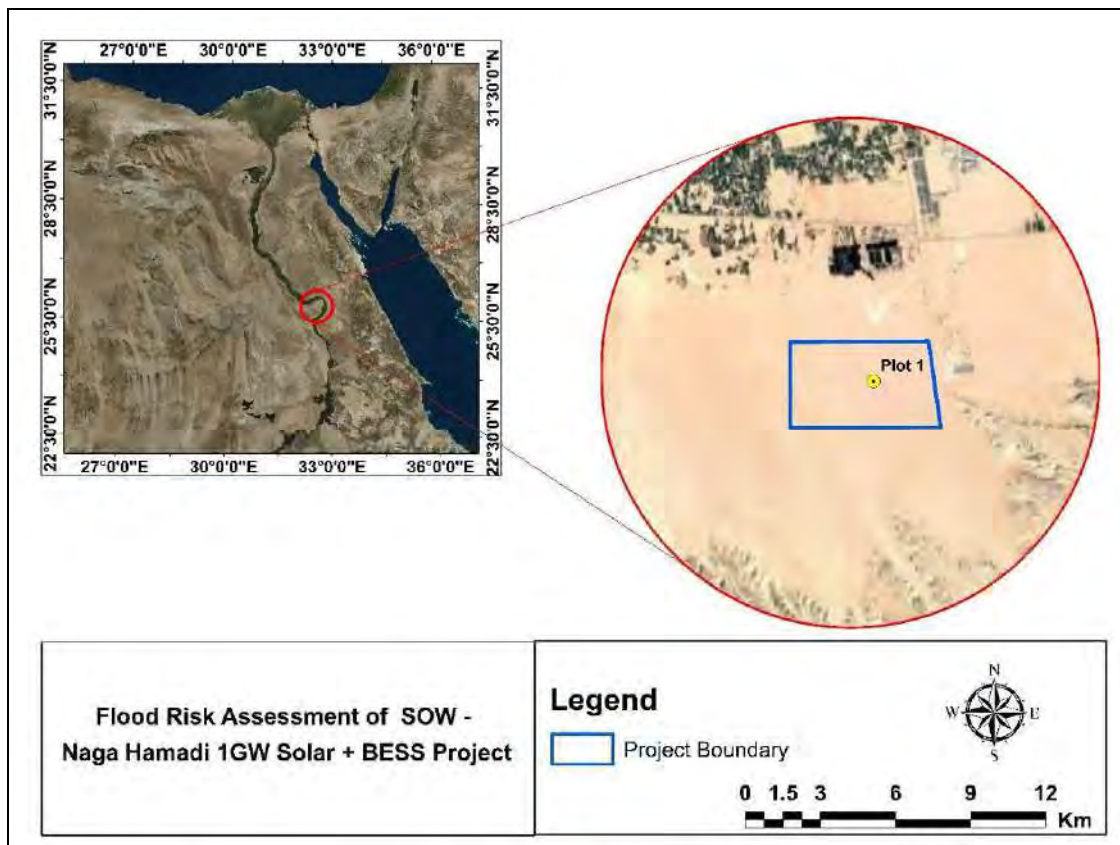 27°0'0"E 30°0'0"E 33°0'0"E 36°0'0"E
31°30'0"N
28°30'0"N
25°30'0"N
22°30'0"N
31°30'0"N
28°30'0"N
25°30'0"N
22°30'0"N
27°0'0"E 30°0'0"E 33°0'0"E 36°0'0"E
Plot 1
Flood Risk Assessment of SOW -
Naga Hamadi 1GW Solar + BESS Project
Legend
Project Boundary
N
W E
S
0 1.5 3 6 9 12
Km